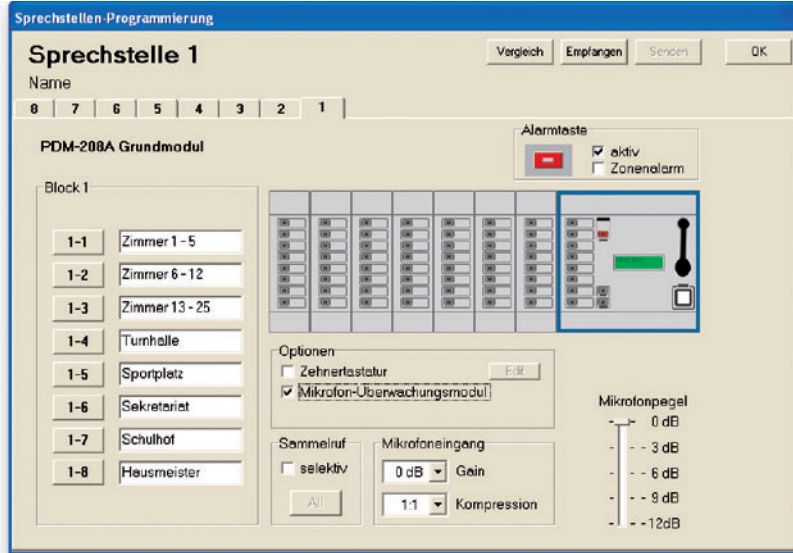 Sprechstellen-Programmierung
Sprechstelle 1
Vergleich
Empfangen
Senden
OK
Name
8 7 6 5 4 3 2 1
PDM-208A Grundmodul
Alarmtaste
aktiv
Zonenalarm
Block 1
1-1 Zimmer 1 - 5
1-2 Zimmer 6 - 12
1-3 Zimmer 13 - 25
1-4 Turnhalle
1-5 Sportplatz
1-6 Sekretariat
1-7 Schulhof
1-8 Hausmeister
Optionen
Zehnertastatur
Edit
Mikrofon-Überwachungsmodul
Sammelruf
selektiv
All
Mikrofoneingang
0 dB Gain
1:1 Kompression
Mikrofonpegel
- - 0 dB
- - - 3 dB
- - - 6 dB
- - - 9 dB
- - -12dB